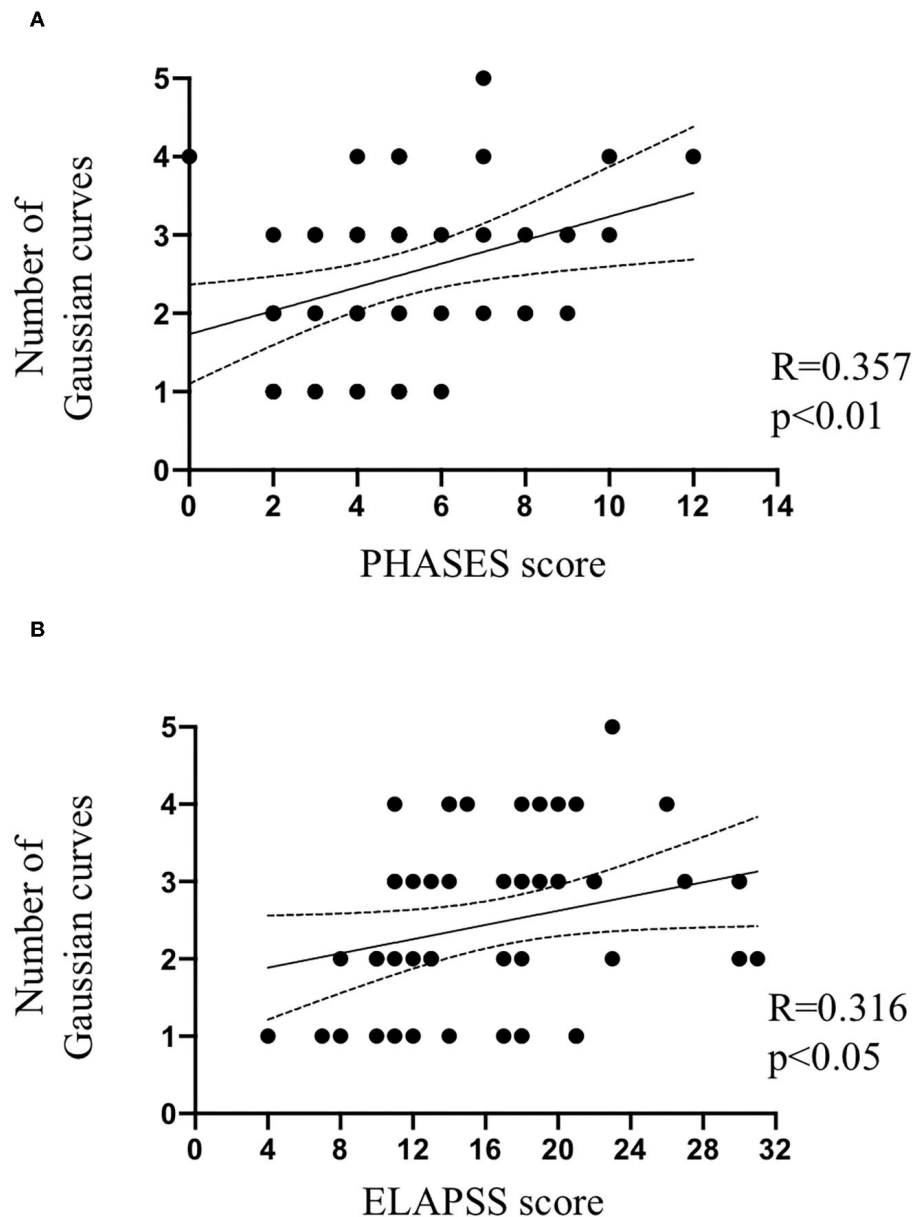 A
Number of
Gaussian curves
5
4
3
2
1
0
0 2 4 6 8 10 12 14
PHASES score
R=0.357
p<0.01
B
Number of
Gaussian curves
5
4
3
2
1
0
0 4 8 12 16 20 24 28 32
ELAPSS score
R=0.316
p<0.05